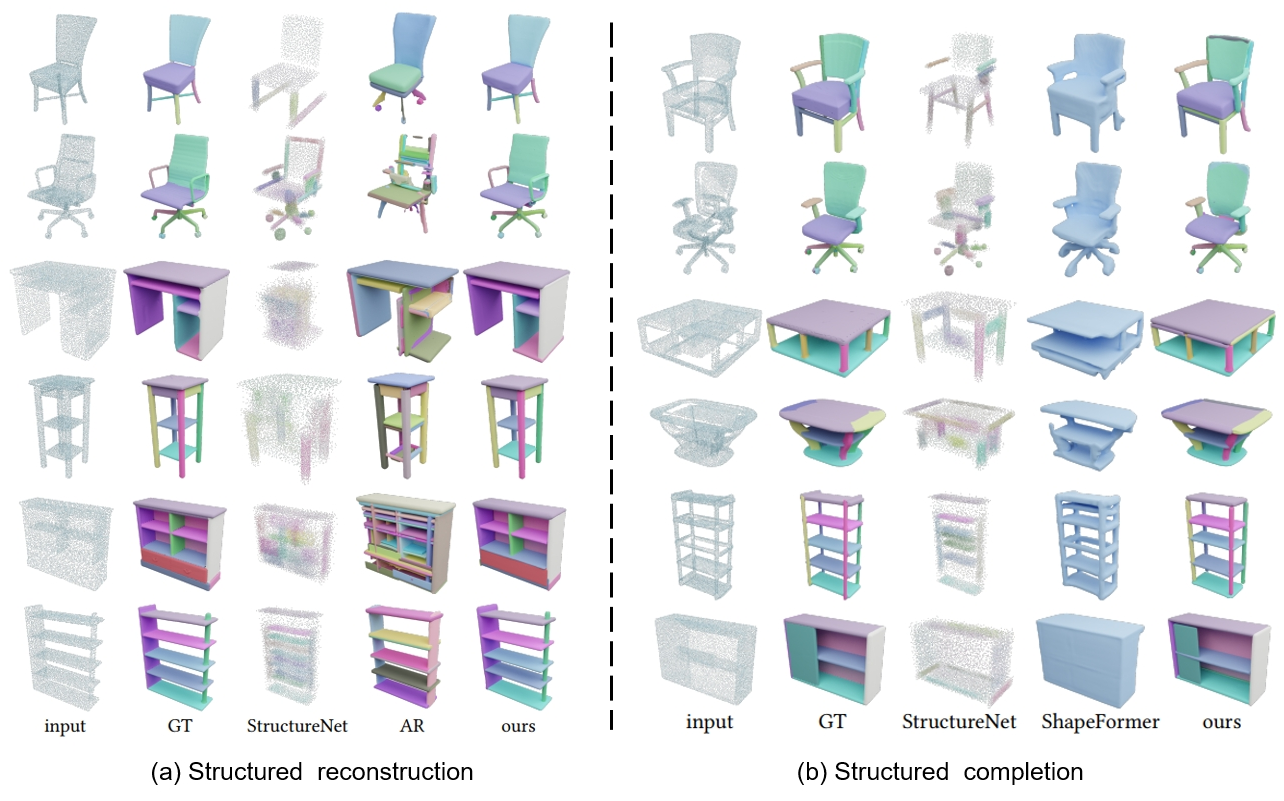 input GT StructureNet AR ours
input GT StructureNet ShapeFormer ours
(a) Structured reconstruction
(b) Structured completion